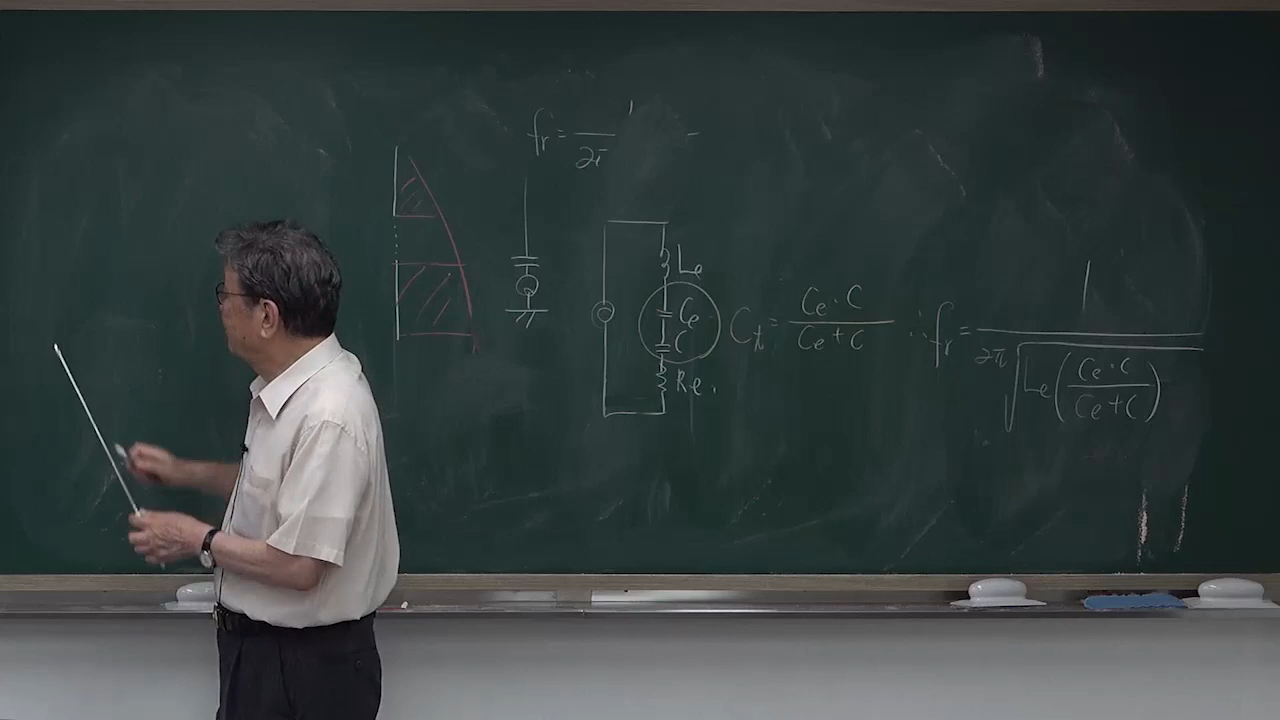 fr = 1 / 2π
Le
Ce
C
Re
Ct = Ce · C / Ce + C
∴ fr = 1 / 2π√Le(Ce · C / Ce + C)